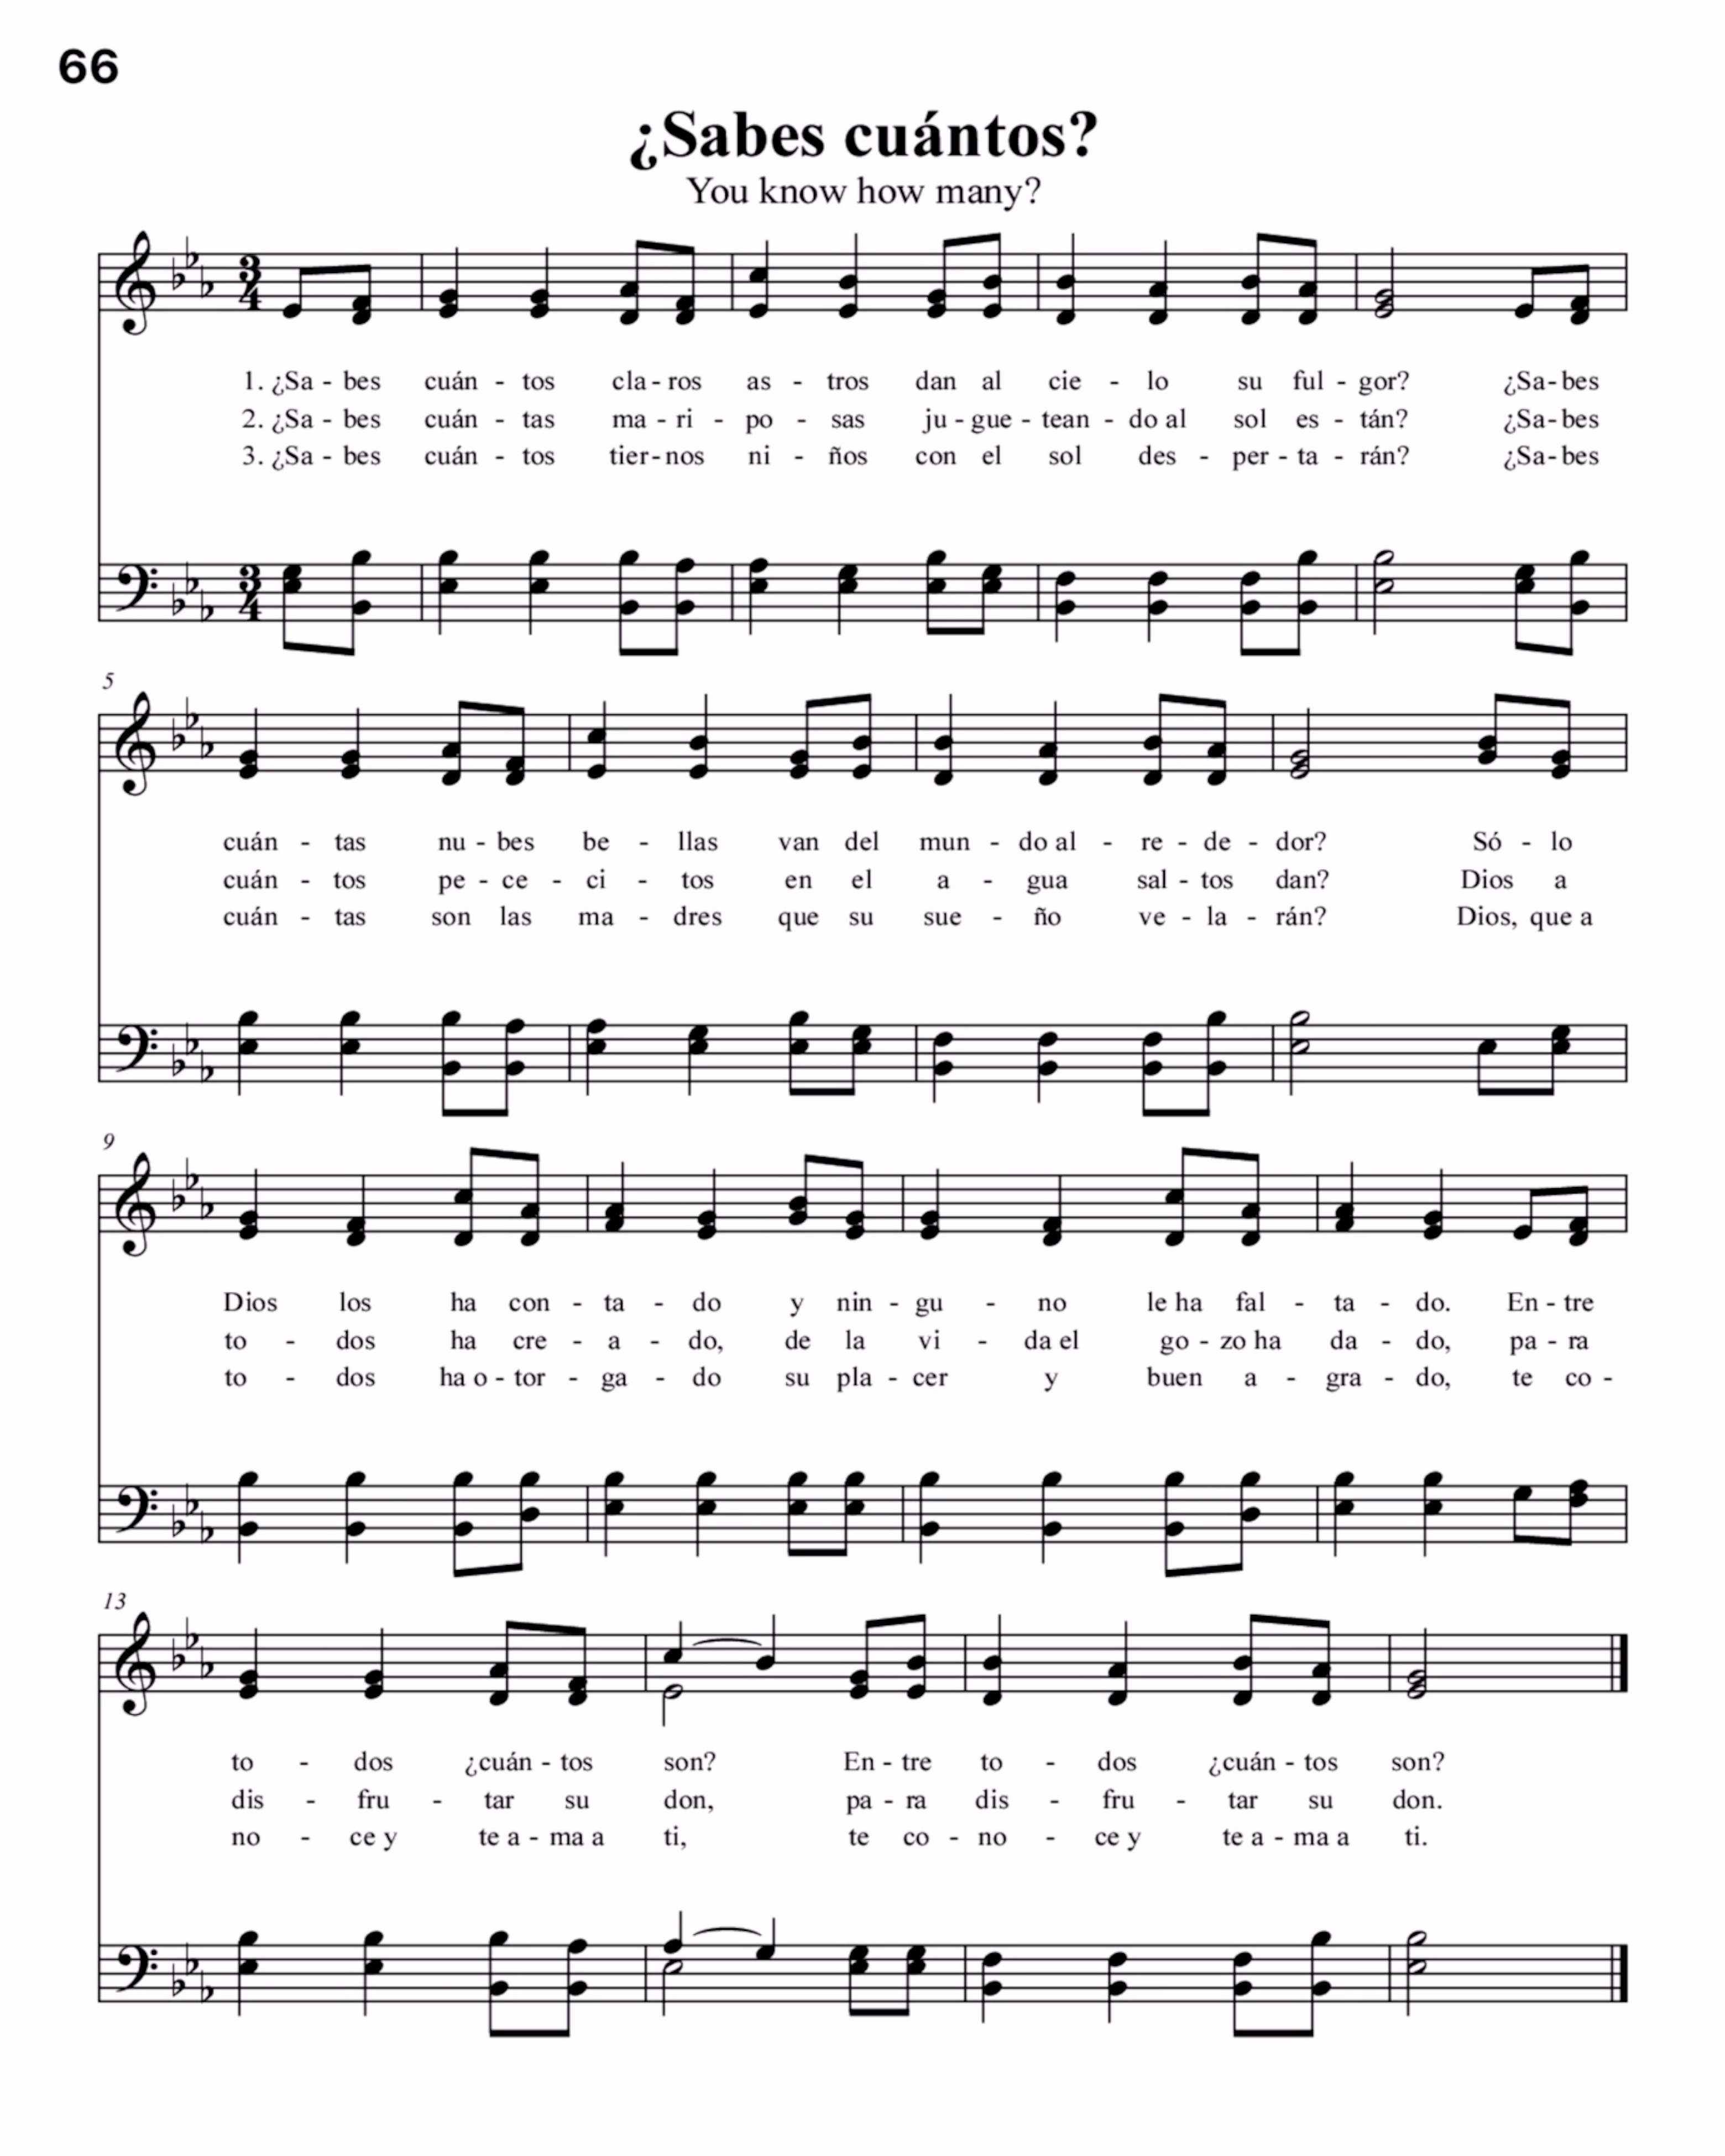 66
¿Sabes cuántos?
You know how many?
3 4
1. ¿Sa - bes cuán - tos cla - ros as - tros dan al cie - lo su ful - gor? ¿Sa - bes
2. ¿Sa - bes cuán - tas ma - ri - po - sas ju - gue - tean - do al sol es - tán? ¿Sa - bes
3. ¿Sa - bes cuán - tos tier - nos ni - ños con el sol des - per - ta - rán? ¿Sa - bes
3 4
5
cuán - tas nu - bes be - llas van del mun - do al - re - de - dor? Só - lo
cuán - tos pe - ce - ci - tos en el a - gua sal - tos dan? Dios a
cuán - tas son las ma - dres que su sue - ño ve - la - rán? Dios, que a
9
Dios los ha con - ta - do y nin - gu - no le ha fal - ta - do. En - tre
to - dos ha cre - a - do, de la vi - da el go - zo ha da - do, pa - ra
to - dos ha o - tor - ga - do su pla - cer y buen a - gra - do, te co -
13
to - dos ¿cuán - tos son? En - tre to - dos ¿cuán - tos son?
dis - fru - tar su don, pa - ra dis - fru - tar su don.
no - ce y te a - ma a ti, te co - no - ce y te a - ma a ti.